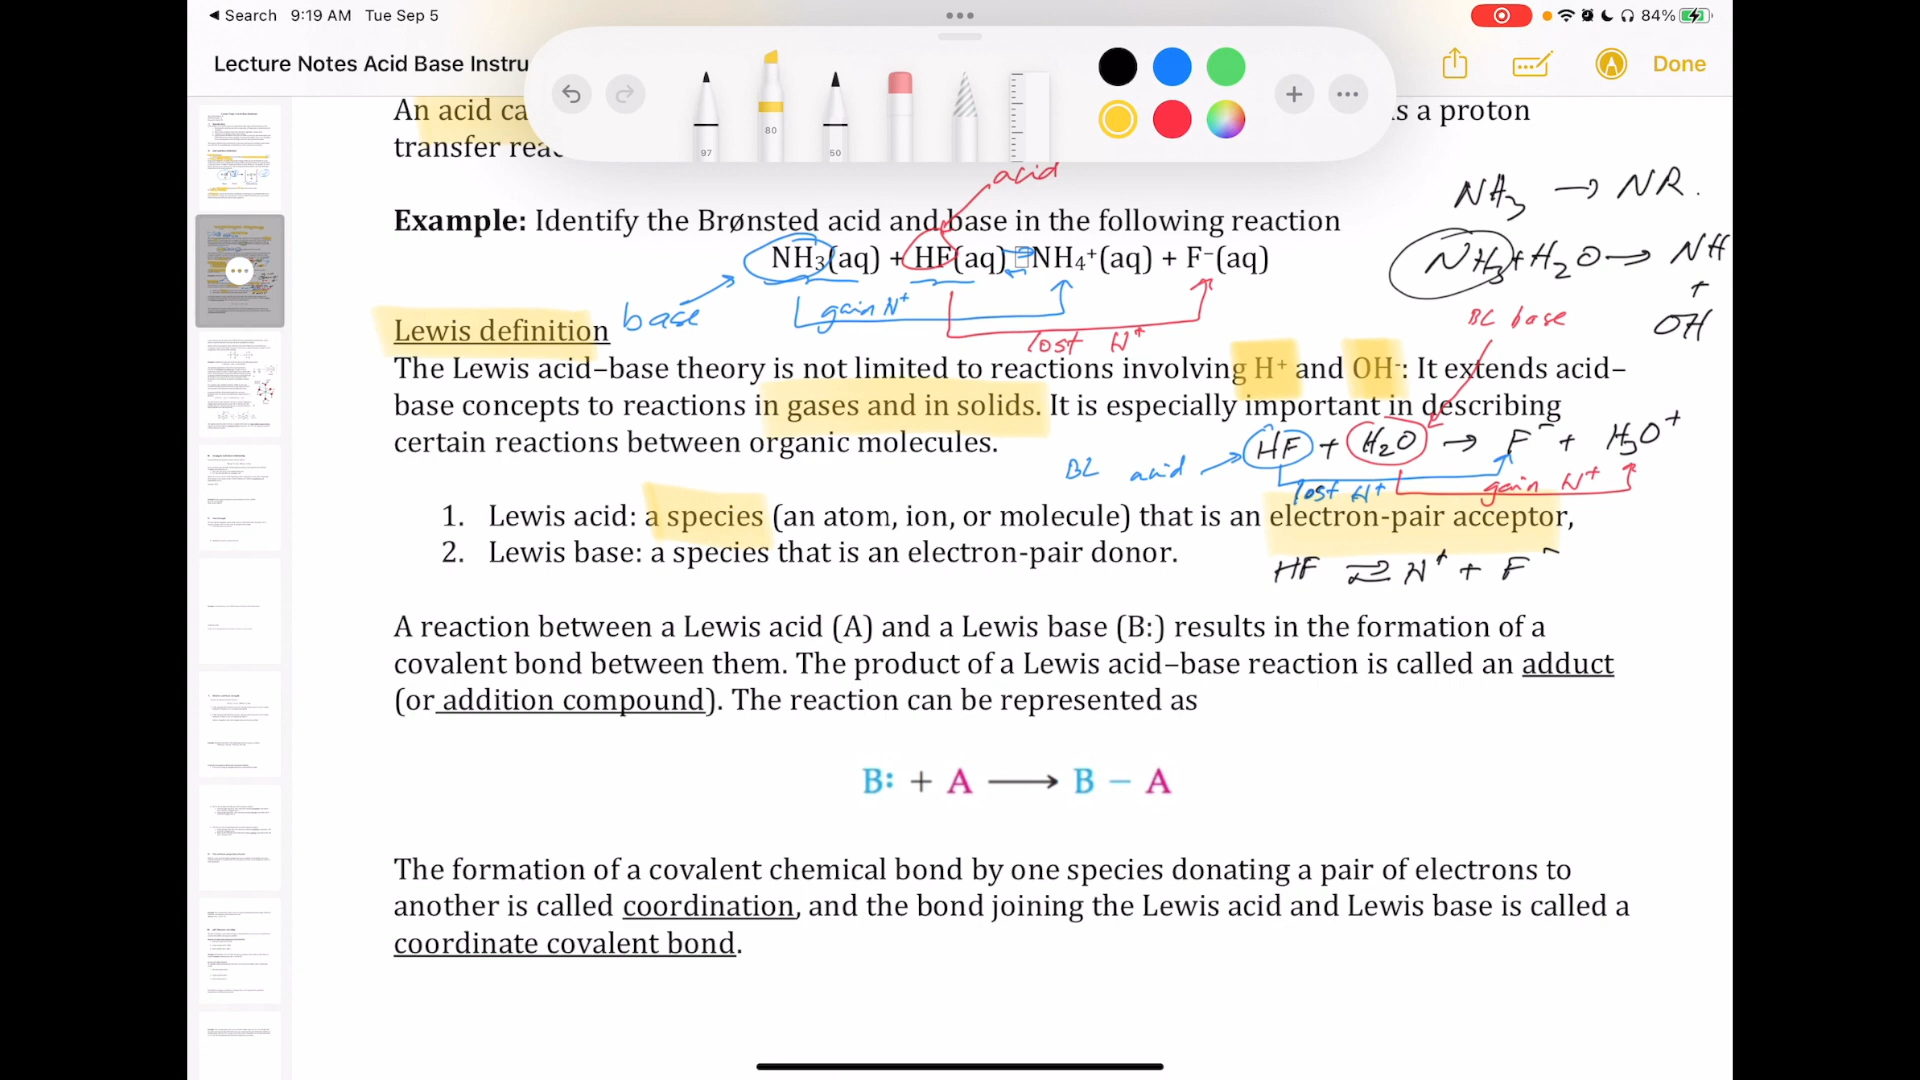 Search 9:19 AM Tue Sep 5
84%
Lecture Notes Acid Base Instru
Done
97
80
50
An acid ca
s a proton
transfer reac
acid
NH3 → NR.
Example: Identify the Brønsted acid and base in the following reaction
NH₃(aq) + HF(aq) NH₄⁺(aq) + F⁻(aq)
NH3 + H2O → NH
+
OH
base
gain H+
lost H+
BL base
Lewis definition
The Lewis acid–base theory is not limited to reactions involving H⁺ and OH⁻: It extends acid–
base concepts to reactions in gases and in solids. It is especially important in describing
certain reactions between organic molecules.
HF + H2O → F⁻ + H3O⁺
BL acid
lost H+
gain H+
1. Lewis acid: a species (an atom, ion, or molecule) that is an electron-pair acceptor,
2. Lewis base: a species that is an electron-pair donor.
HF ⇌ H⁺ + F⁻
A reaction between a Lewis acid (A) and a Lewis base (B:) results in the formation of a
covalent bond between them. The product of a Lewis acid–base reaction is called an adduct
(or addition compound). The reaction can be represented as
B: + A ⟶ B − A
The formation of a covalent chemical bond by one species donating a pair of electrons to
another is called coordination, and the bond joining the Lewis acid and Lewis base is called a
coordinate covalent bond.